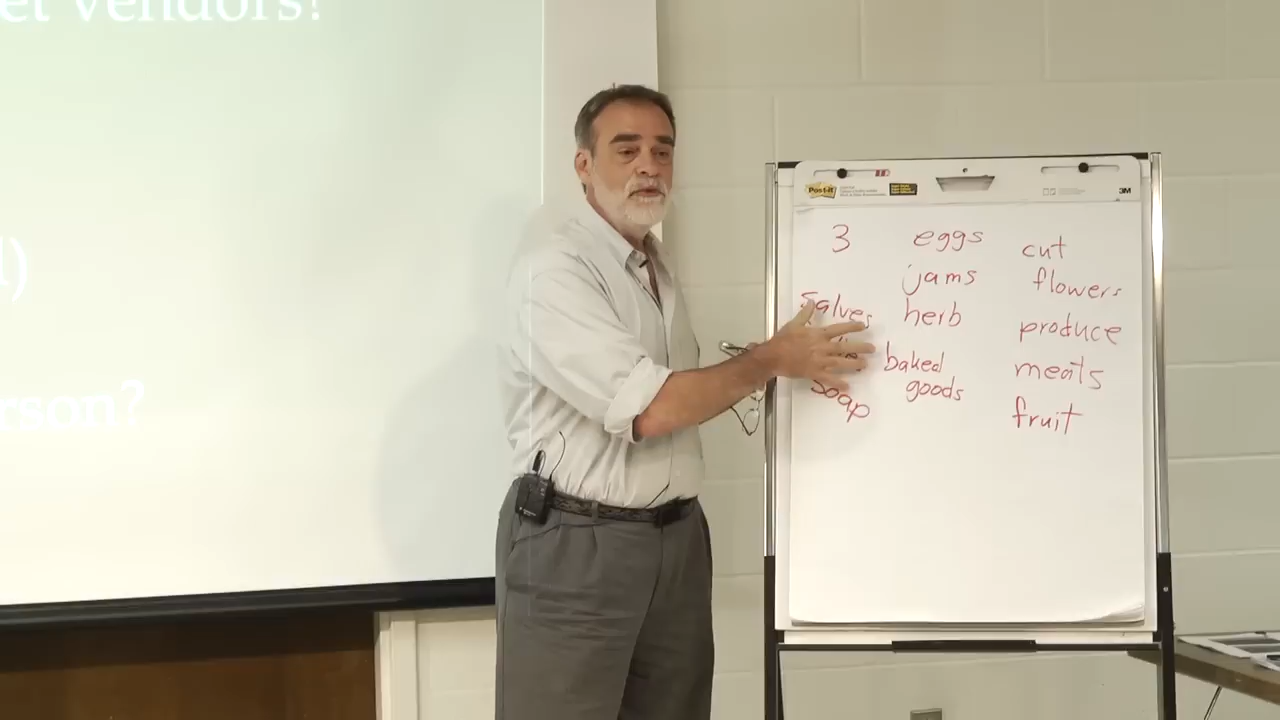 et vendors?
rson?
Post-it
3M
3
salves
soap
eggs
jams
herb
baked
goods
cut
flowers
produce
meats
fruit